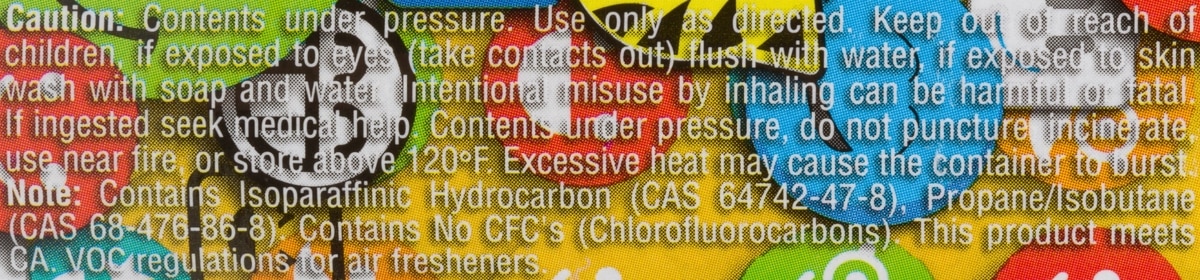 Caution: Contents under pressure. Use only as directed. Keep out of reach of
children, if exposed to eyes (take contacts out) flush with water, if exposed to skin
wash with soap and water. Intentional misuse by inhaling can be harmful or fatal.
If ingested seek medical help. Contents under pressure, do not puncture, incinerate,
use near fire, or store above 120°F. Excessive heat may cause the container to burst.
Note: Contains Isoparaffinic Hydrocarbon (CAS 64742-47-8), Propane/Isobutane
(CAS 68-476-86-8), Contains No CFC's (Chlorofluorocarbons). This product meets
CA. VOC regulations for air fresheners.